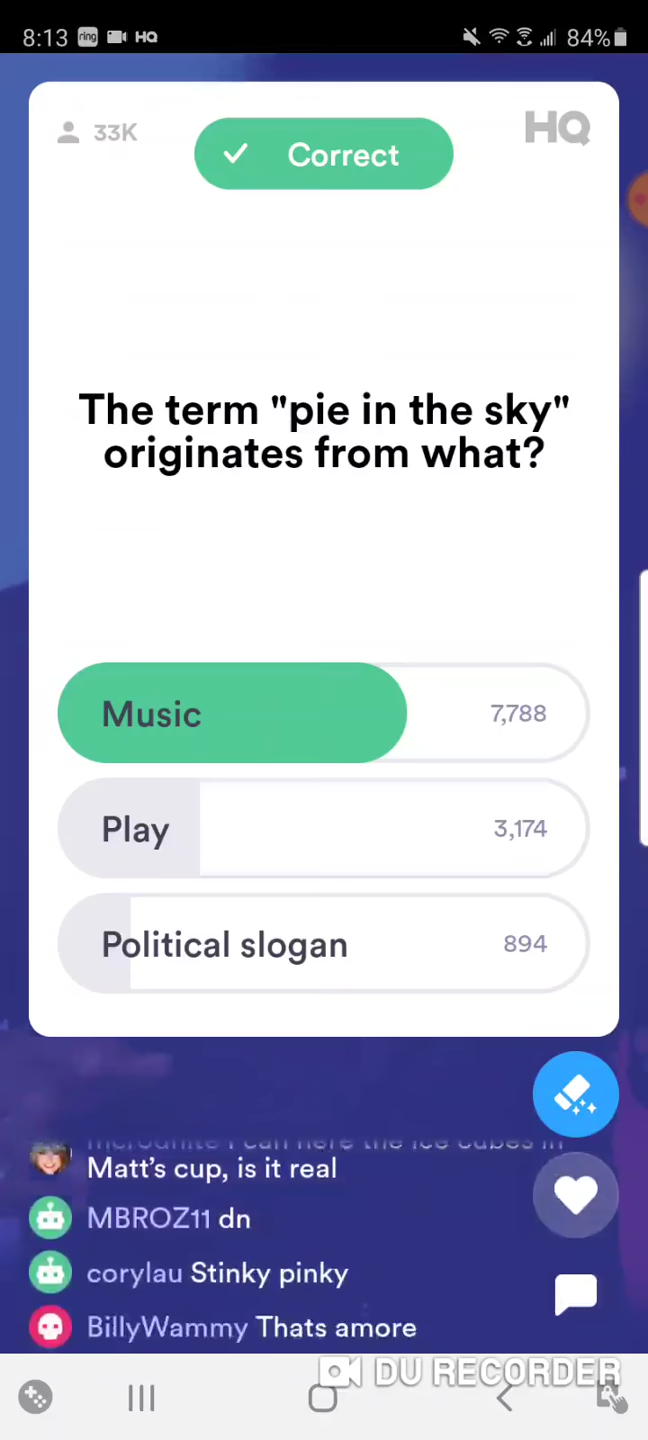 8:13 ring HQ 84%
33K
✓ Correct
HQ
The term "pie in the sky"
originates from what?
Music 7,788
Play 3,174
Political slogan 894
Matt's cup, is it real
MBROZ11 dn
corylau Stinky pinky
BillyWammy Thats amore
DU RECORDER